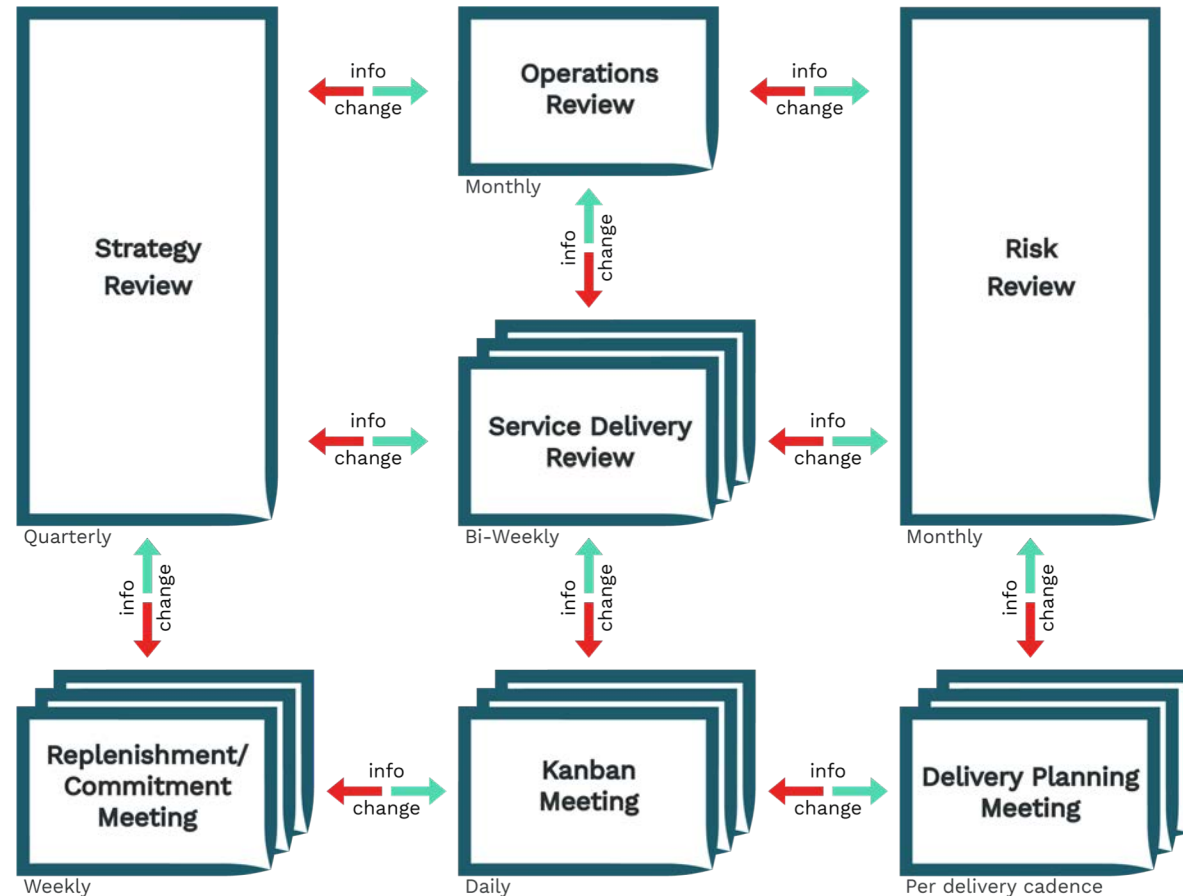 info
change
Operations
Review
info
change
Monthly
Strategy
Review
info
change
Risk
Review
info
change
Service Delivery
Review
info
change
Quarterly
Bi-Weekly
Monthly
info
change
info
change
info
change
Replenishment/
Commitment
Meeting
info
change
Kanban
Meeting
info
change
Delivery Planning
Meeting
Weekly
Daily
Per delivery cadence